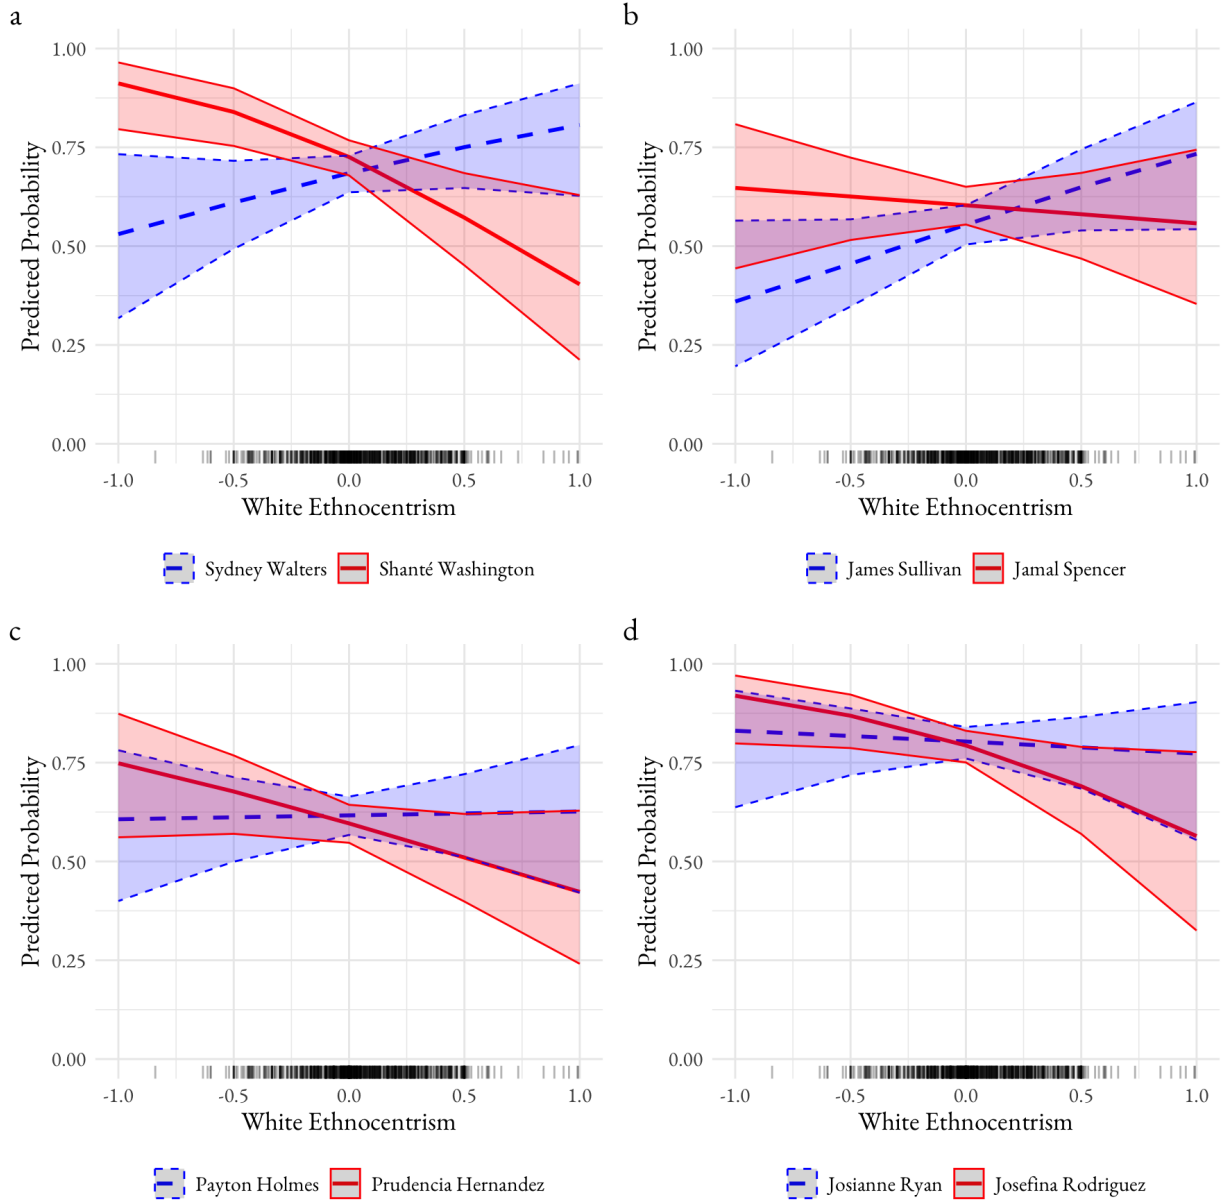 a
Predicted Probability
1.00
0.75
0.50
0.25
0.00
-1.0 -0.5 0.0 0.5 1.0
White Ethnocentrism
Sydney Walters Shanté Washington
b
Predicted Probability
1.00
0.75
0.50
0.25
0.00
-1.0 -0.5 0.0 0.5 1.0
White Ethnocentrism
James Sullivan Jamal Spencer
c
Predicted Probability
1.00
0.75
0.50
0.25
0.00
-1.0 -0.5 0.0 0.5 1.0
White Ethnocentrism
Payton Holmes Prudencia Hernandez
d
Predicted Probability
1.00
0.75
0.50
0.25
0.00
-1.0 -0.5 0.0 0.5 1.0
White Ethnocentrism
Josianne Ryan Josefina Rodriguez